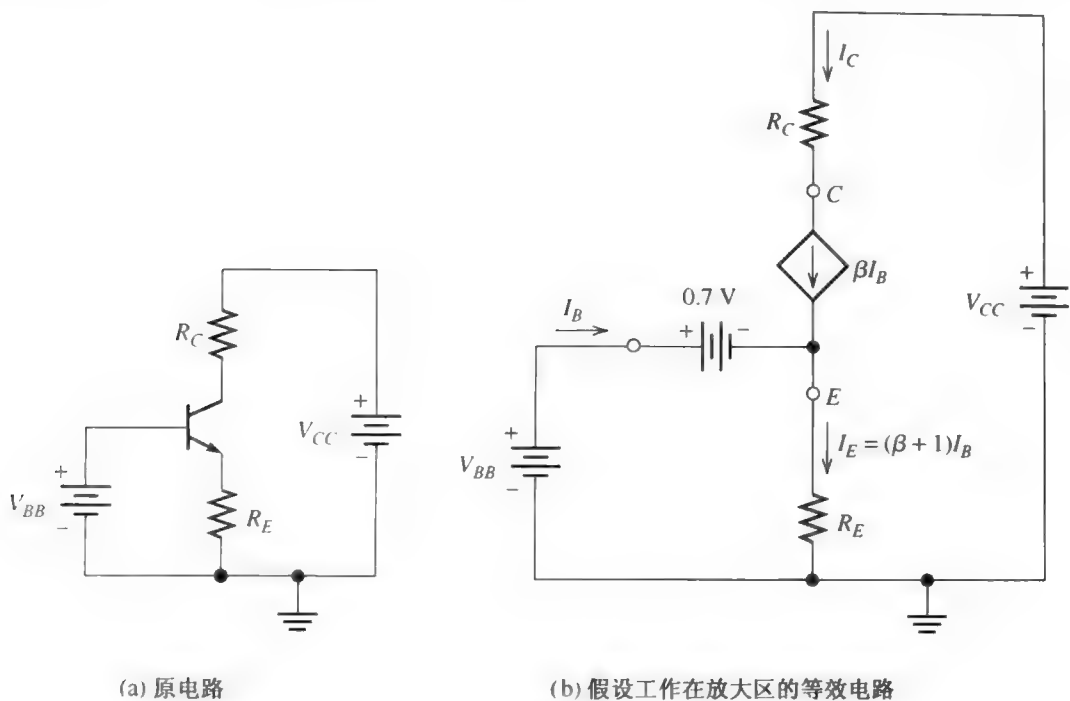 R_C
+
V_CC
−
+
V_BB
−
R_E
(a) 原电路
I_C
R_C
C
βI_B
0.7 V
+
−
I_B
+
V_CC
−
E
I_E = (β + 1)I_B
+
V_BB
−
R_E
(b) 假设工作在放大区的等效电路